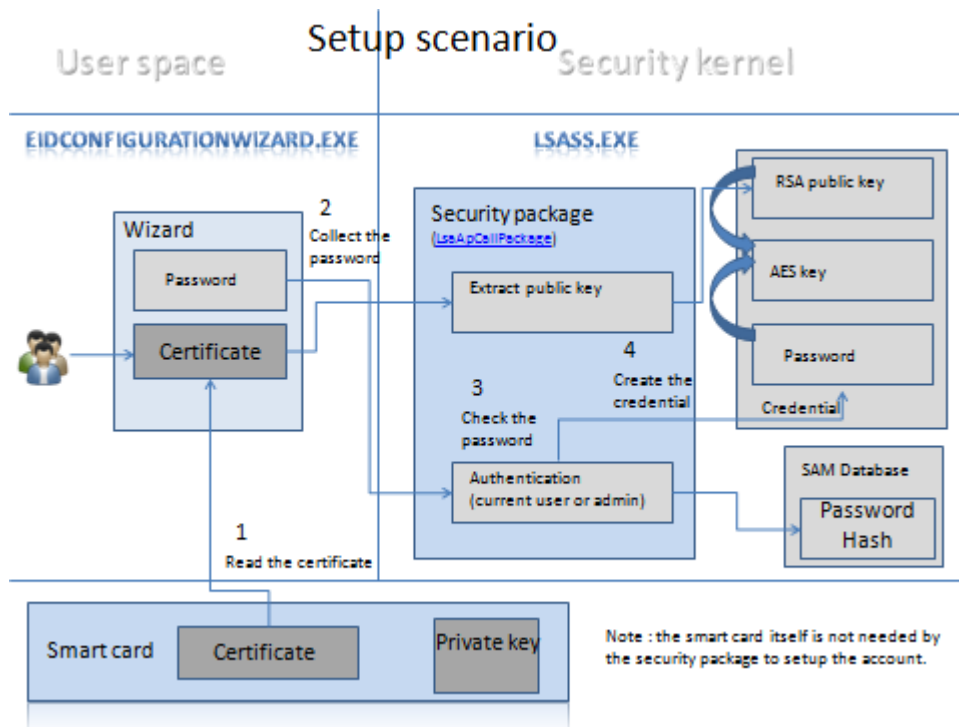 Setup scenario
User space
Security kernel
EIDCONFIGURATIONWIZARD.EXE
LSASS.EXE
Wizard
Password
Certificate
2
Collect the
password
Security package
(LsaApCallPackage)
Extract public key
4
Create the
credential
3
Check the
password
Authentication
(current user or admin)
RSA public key
AES key
Password
Credential
SAM Database
Password
Hash
1
Read the certificate
Smart card
Certificate
Private key
Note : the smart card itself is not needed by
the security package to setup the account.